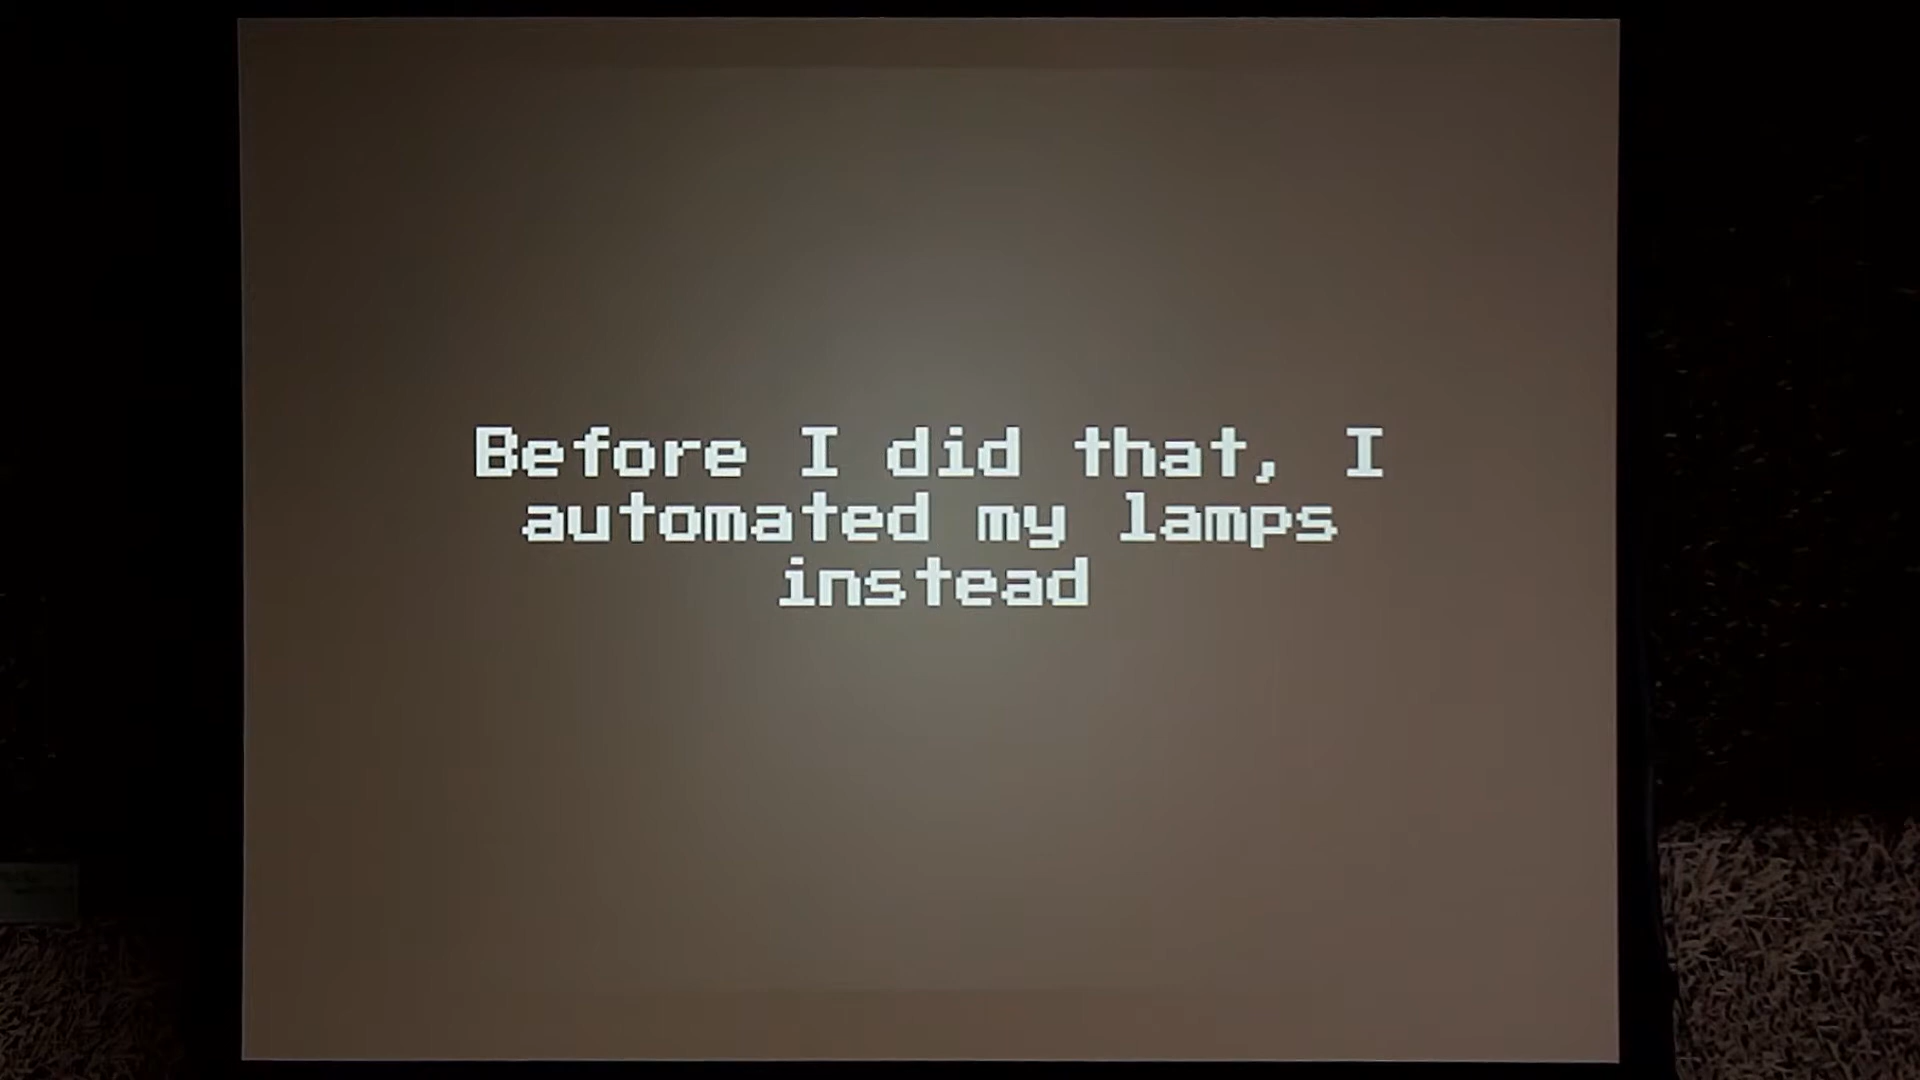 Before I did that, I
automated my lamps
instead